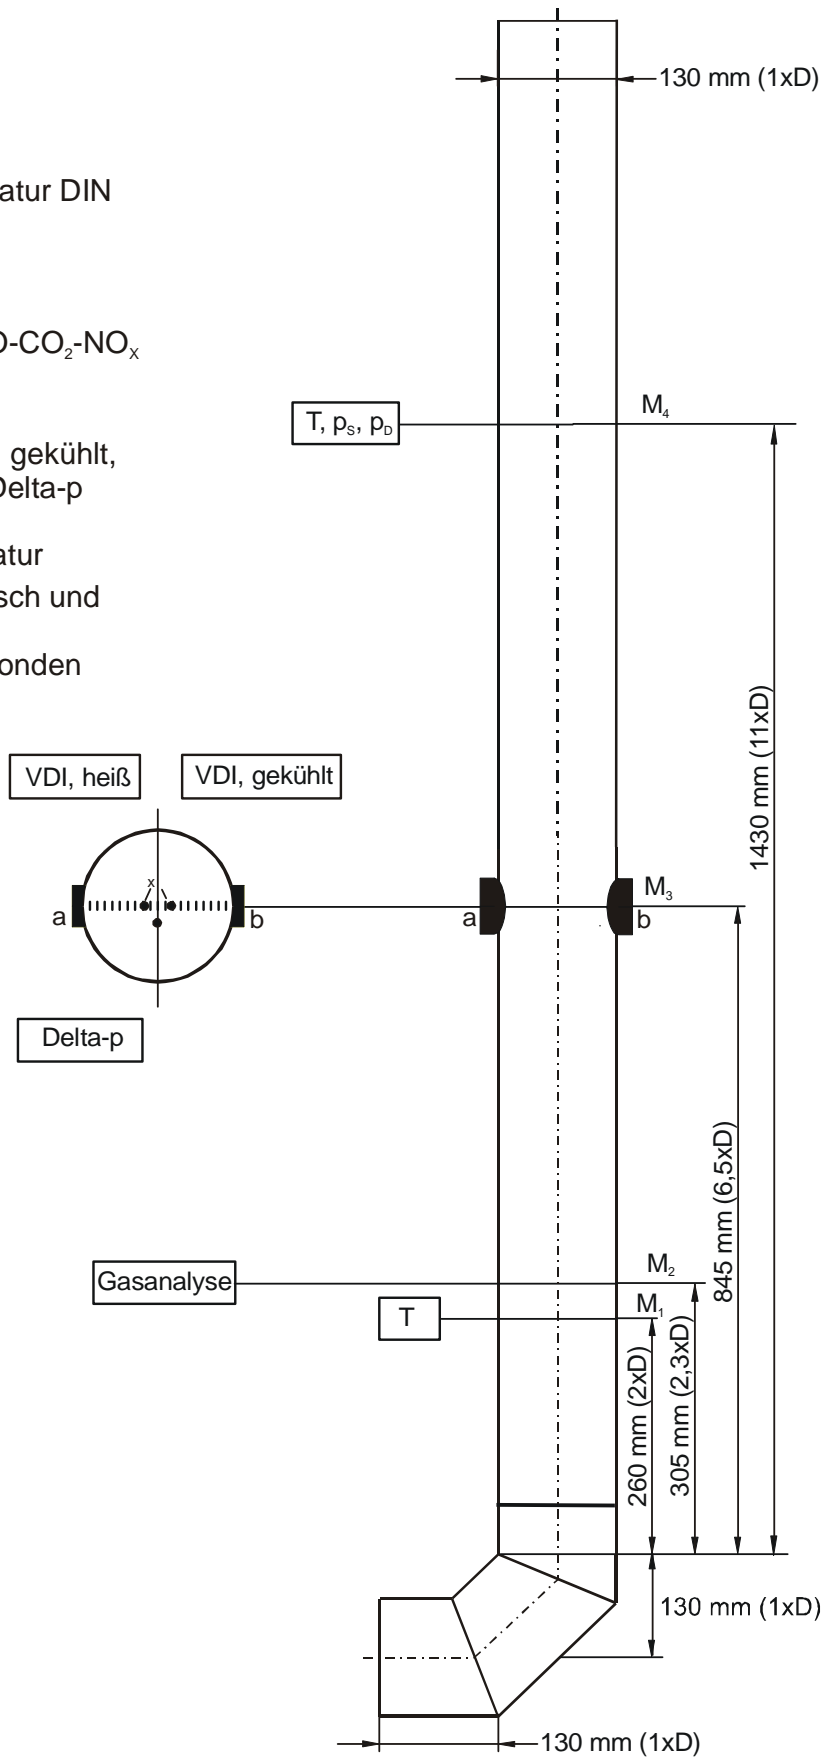 130 mm (1xD)
atur DIN
O-CO₂-NOₓ
T, pₛ, p_D
M₄
gekühlt,
Delta-p
atur
sch und
onden
1430 mm (11xD)
VDI, heiß
VDI, gekühlt
x
a
b
a
M₃
b
Delta-p
845 mm (6,5xD)
Gasanalyse
M₂
M₁
T
260 mm (2xD)
305 mm (2,3xD)
130 mm (1xD)
130 mm (1xD)